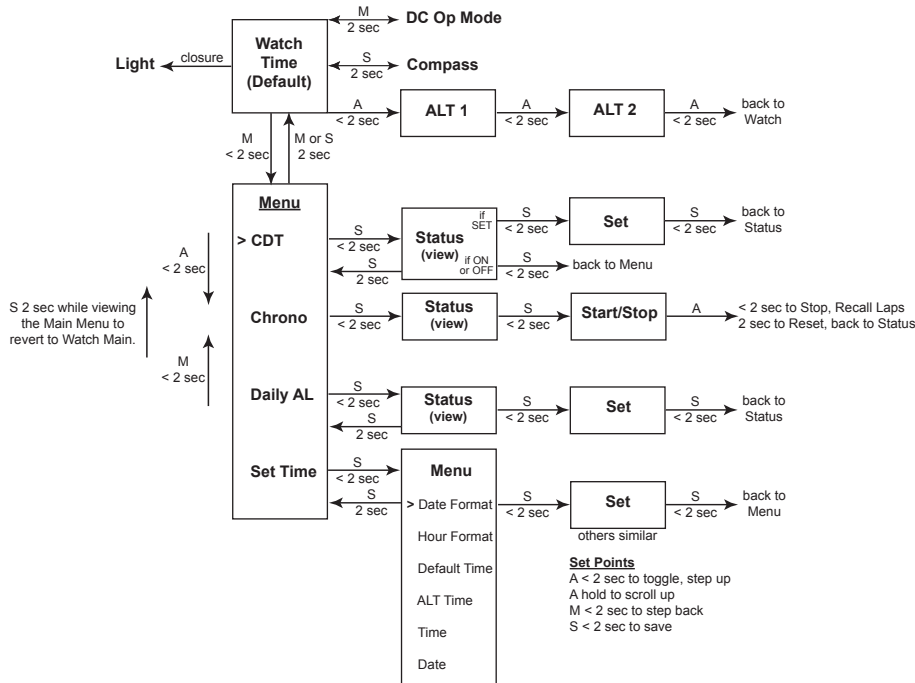 M
2 sec
DC Op Mode
Watch
Time
(Default)
Light
closure
S
2 sec
Compass
A
< 2 sec
ALT 1
A
< 2 sec
ALT 2
A
< 2 sec
back to
Watch
M
< 2 sec
M or S
2 sec
Menu
> CDT
S
< 2 sec
S
2 sec
Status
(view)
if
SET
if ON
or OFF
S
< 2 sec
Set
S
< 2 sec
back to
Status
S
< 2 sec
back to Menu
A
< 2 sec
S 2 sec while viewing
the Main Menu to
revert to Watch Main.
M
< 2 sec
Chrono
S
< 2 sec
Status
(view)
S
< 2 sec
Start/Stop
A
< 2 sec to Stop, Recall Laps
2 sec to Reset, back to Status
Daily AL
S
< 2 sec
S
2 sec
Status
(view)
S
< 2 sec
Set
S
< 2 sec
back to
Status
Set Time
S
< 2 sec
S
2 sec
Menu
> Date Format
Hour Format
Default Time
ALT Time
Time
Date
S
< 2 sec
Set
others similar
S
< 2 sec
back to
Menu
Set Points
A < 2 sec to toggle, step up
A hold to scroll up
M < 2 sec to step back
S < 2 sec to save